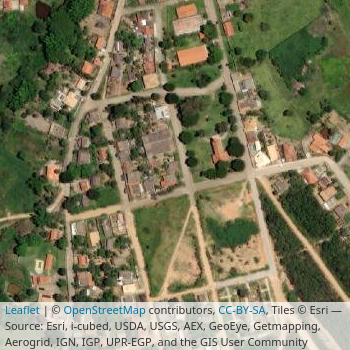 Leaflet | © OpenStreetMap contributors, CC-BY-SA, Tiles © Esri —
Source: Esri, i-cubed, USDA, USGS, AEX, GeoEye, Getmapping,
Aerogrid, IGN, IGP, UPR-EGP, and the GIS User Community